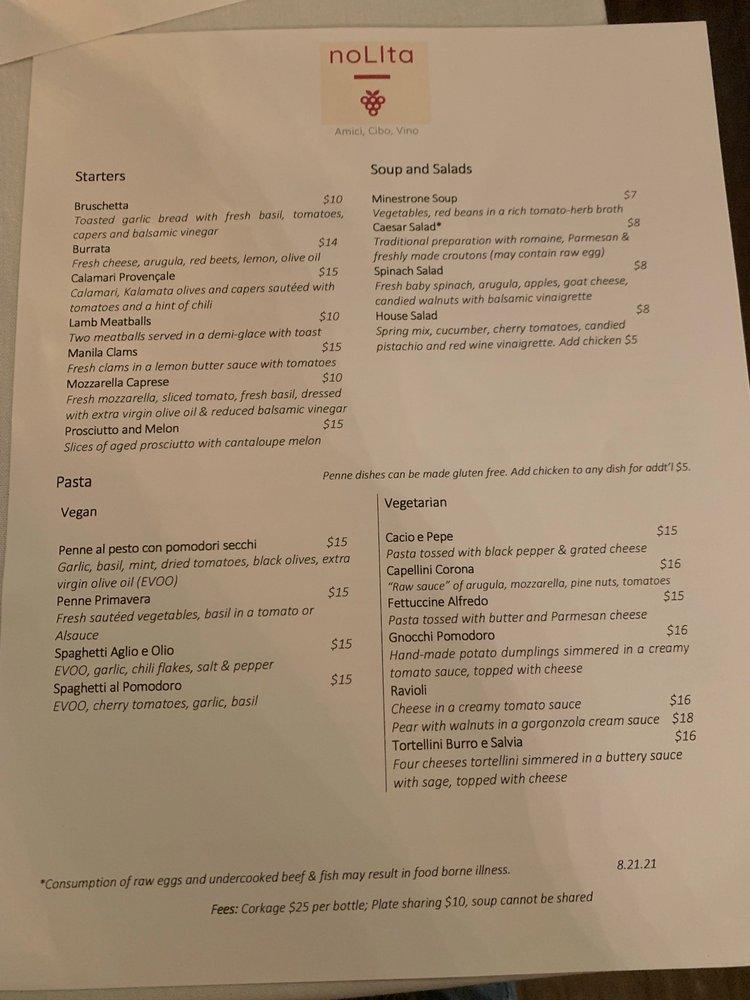 noLIta
Amici, Cibo, Vino
Starters
Bruschetta $10
Toasted garlic bread with fresh basil, tomatoes,
capers and balsamic vinegar
Burrata $14
Fresh cheese, arugula, red beets, lemon, olive oil
Calamari Provençale $15
Calamari, Kalamata olives and capers sautéed with
tomatoes and a hint of chili
Lamb Meatballs $10
Two meatballs served in a demi-glace with toast
Manila Clams $15
Fresh clams in a lemon butter sauce with tomatoes
Mozzarella Caprese $10
Fresh mozzarella, sliced tomato, fresh basil, dressed
with extra virgin olive oil & reduced balsamic vinegar
Prosciutto and Melon $15
Slices of aged prosciutto with cantaloupe melon
Soup and Salads
Minestrone Soup $7
Vegetables, red beans in a rich tomato-herb broth
Caesar Salad* $8
Traditional preparation with romaine, Parmesan &
freshly made croutons (may contain raw egg)
Spinach Salad $8
Fresh baby spinach, arugula, apples, goat cheese,
candied walnuts with balsamic vinaigrette
House Salad $8
Spring mix, cucumber, cherry tomatoes, candied
pistachio and red wine vinaigrette. Add chicken $5
Pasta
Penne dishes can be made gluten free. Add chicken to any dish for addt'l $5.
Vegan
Penne al pesto con pomodori secchi $15
Garlic, basil, mint, dried tomatoes, black olives, extra
virgin olive oil (EVOO)
Penne Primavera $15
Fresh sautéed vegetables, basil in a tomato or
Alsauce
Spaghetti Aglio e Olio $15
EVOO, garlic, chili flakes, salt & pepper
Spaghetti al Pomodoro $15
EVOO, cherry tomatoes, garlic, basil
Vegetarian
Cacio e Pepe $15
Pasta tossed with black pepper & grated cheese
Capellini Corona $16
"Raw sauce" of arugula, mozzarella, pine nuts, tomatoes
Fettuccine Alfredo $15
Pasta tossed with butter and Parmesan cheese
Gnocchi Pomodoro $16
Hand-made potato dumplings simmered in a creamy
tomato sauce, topped with cheese
Ravioli
Cheese in a creamy tomato sauce $16
Pear with walnuts in a gorgonzola cream sauce $18
Tortellini Burro e Salvia $16
Four cheeses tortellini simmered in a buttery sauce
with sage, topped with cheese
*Consumption of raw eggs and undercooked beef & fish may result in food borne illness.
8.21.21
Fees: Corkage $25 per bottle; Plate sharing $10, soup cannot be shared